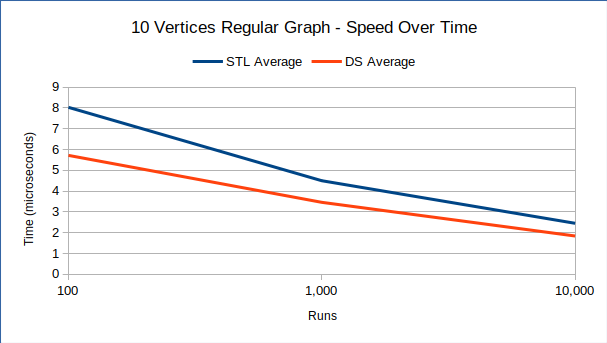 10 Vertices Regular Graph - Speed Over Time
STL Average DS Average
9
8
7
6
5
4
3
2
1
0
Time (microseconds)
100 1,000 10,000
Runs